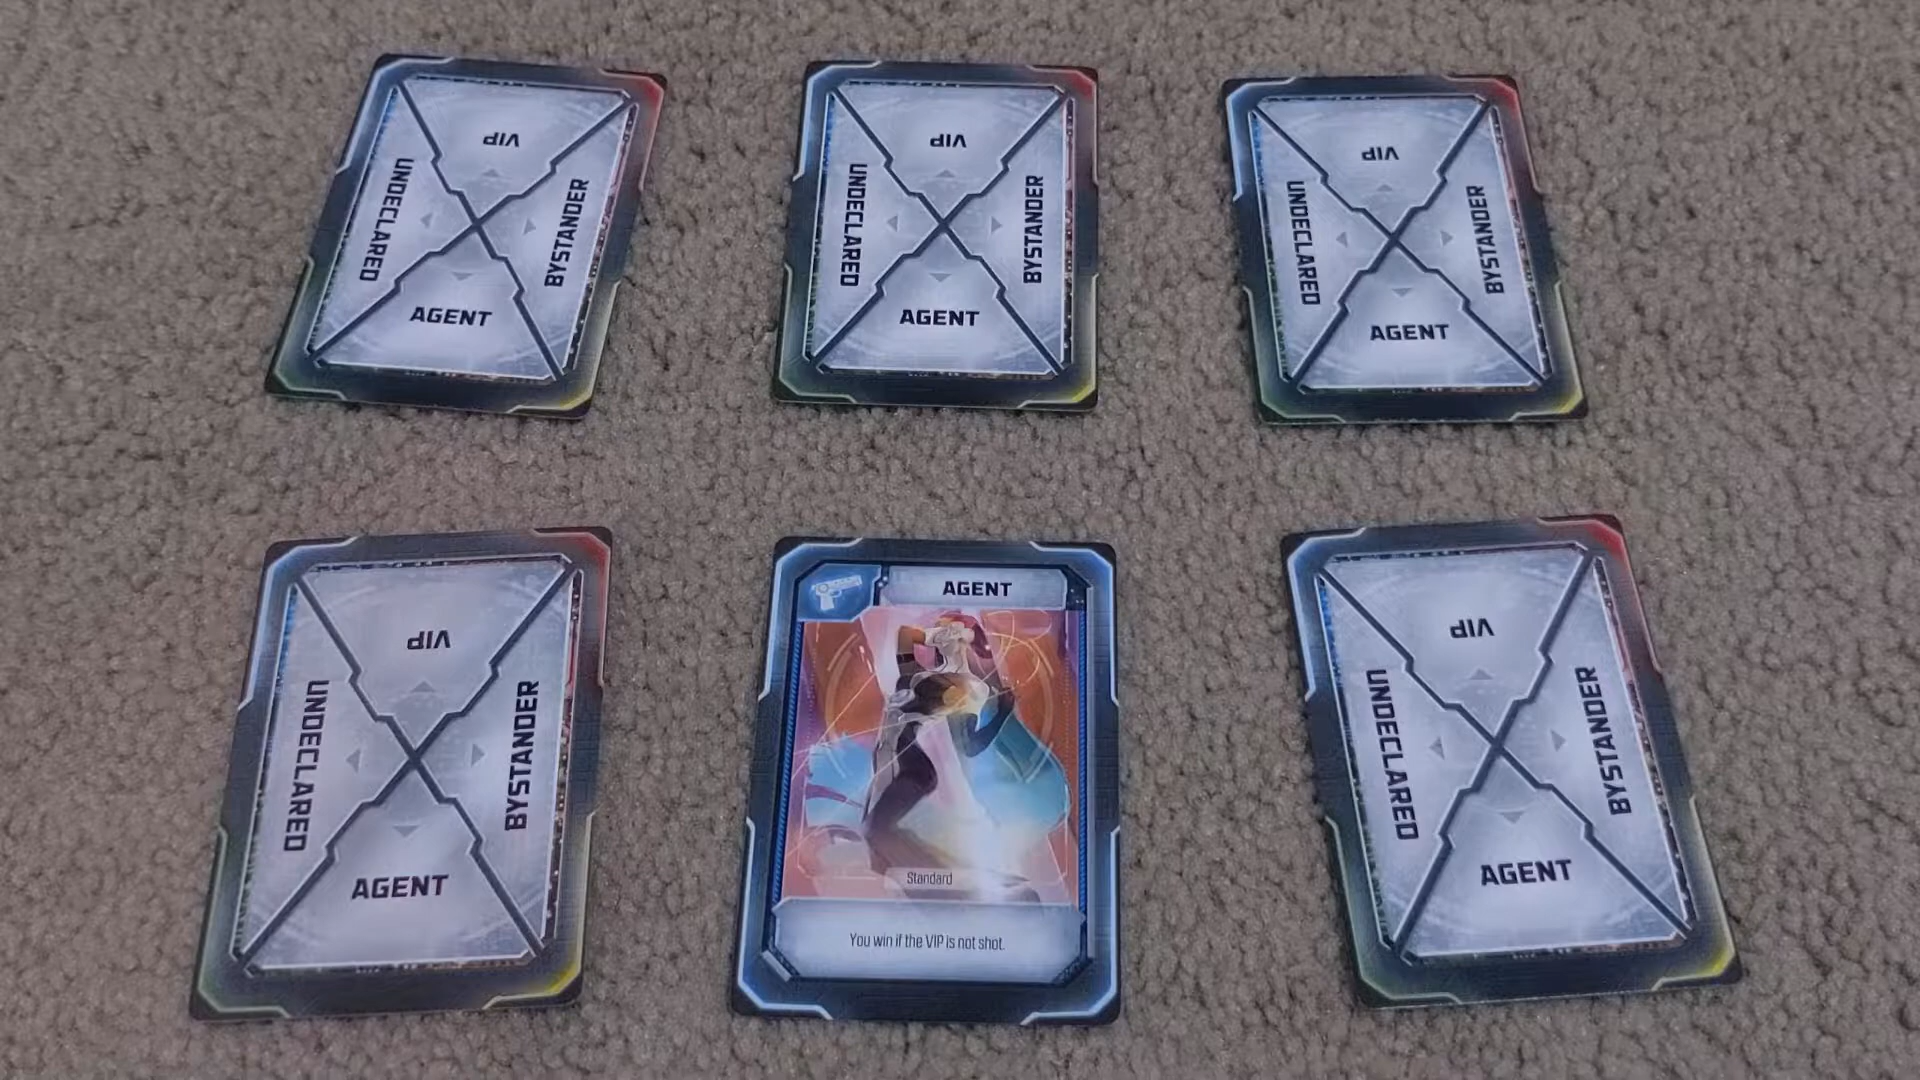 VIP
UNDECLARED
BYSTANDER
AGENT
VIP
UNDECLARED
BYSTANDER
AGENT
VIP
UNDECLARED
BYSTANDER
AGENT
VIP
UNDECLARED
BYSTANDER
AGENT
AGENT
Standard
You win if the VIP is not shot.
VIP
UNDECLARED
BYSTANDER
AGENT